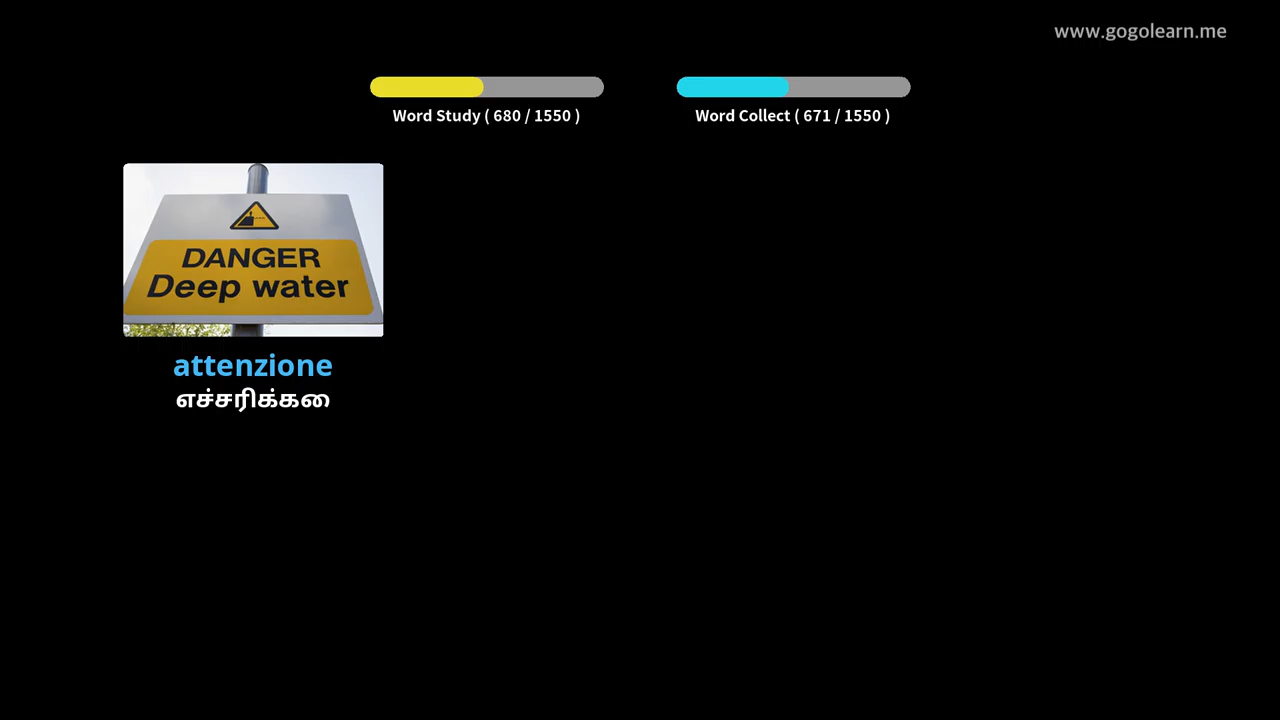 www.gogolearn.me
Word Study ( 680 / 1550 )
Word Collect ( 671 / 1550 )
DANGER
Deep water
attenzione
எச்சரிக்கை